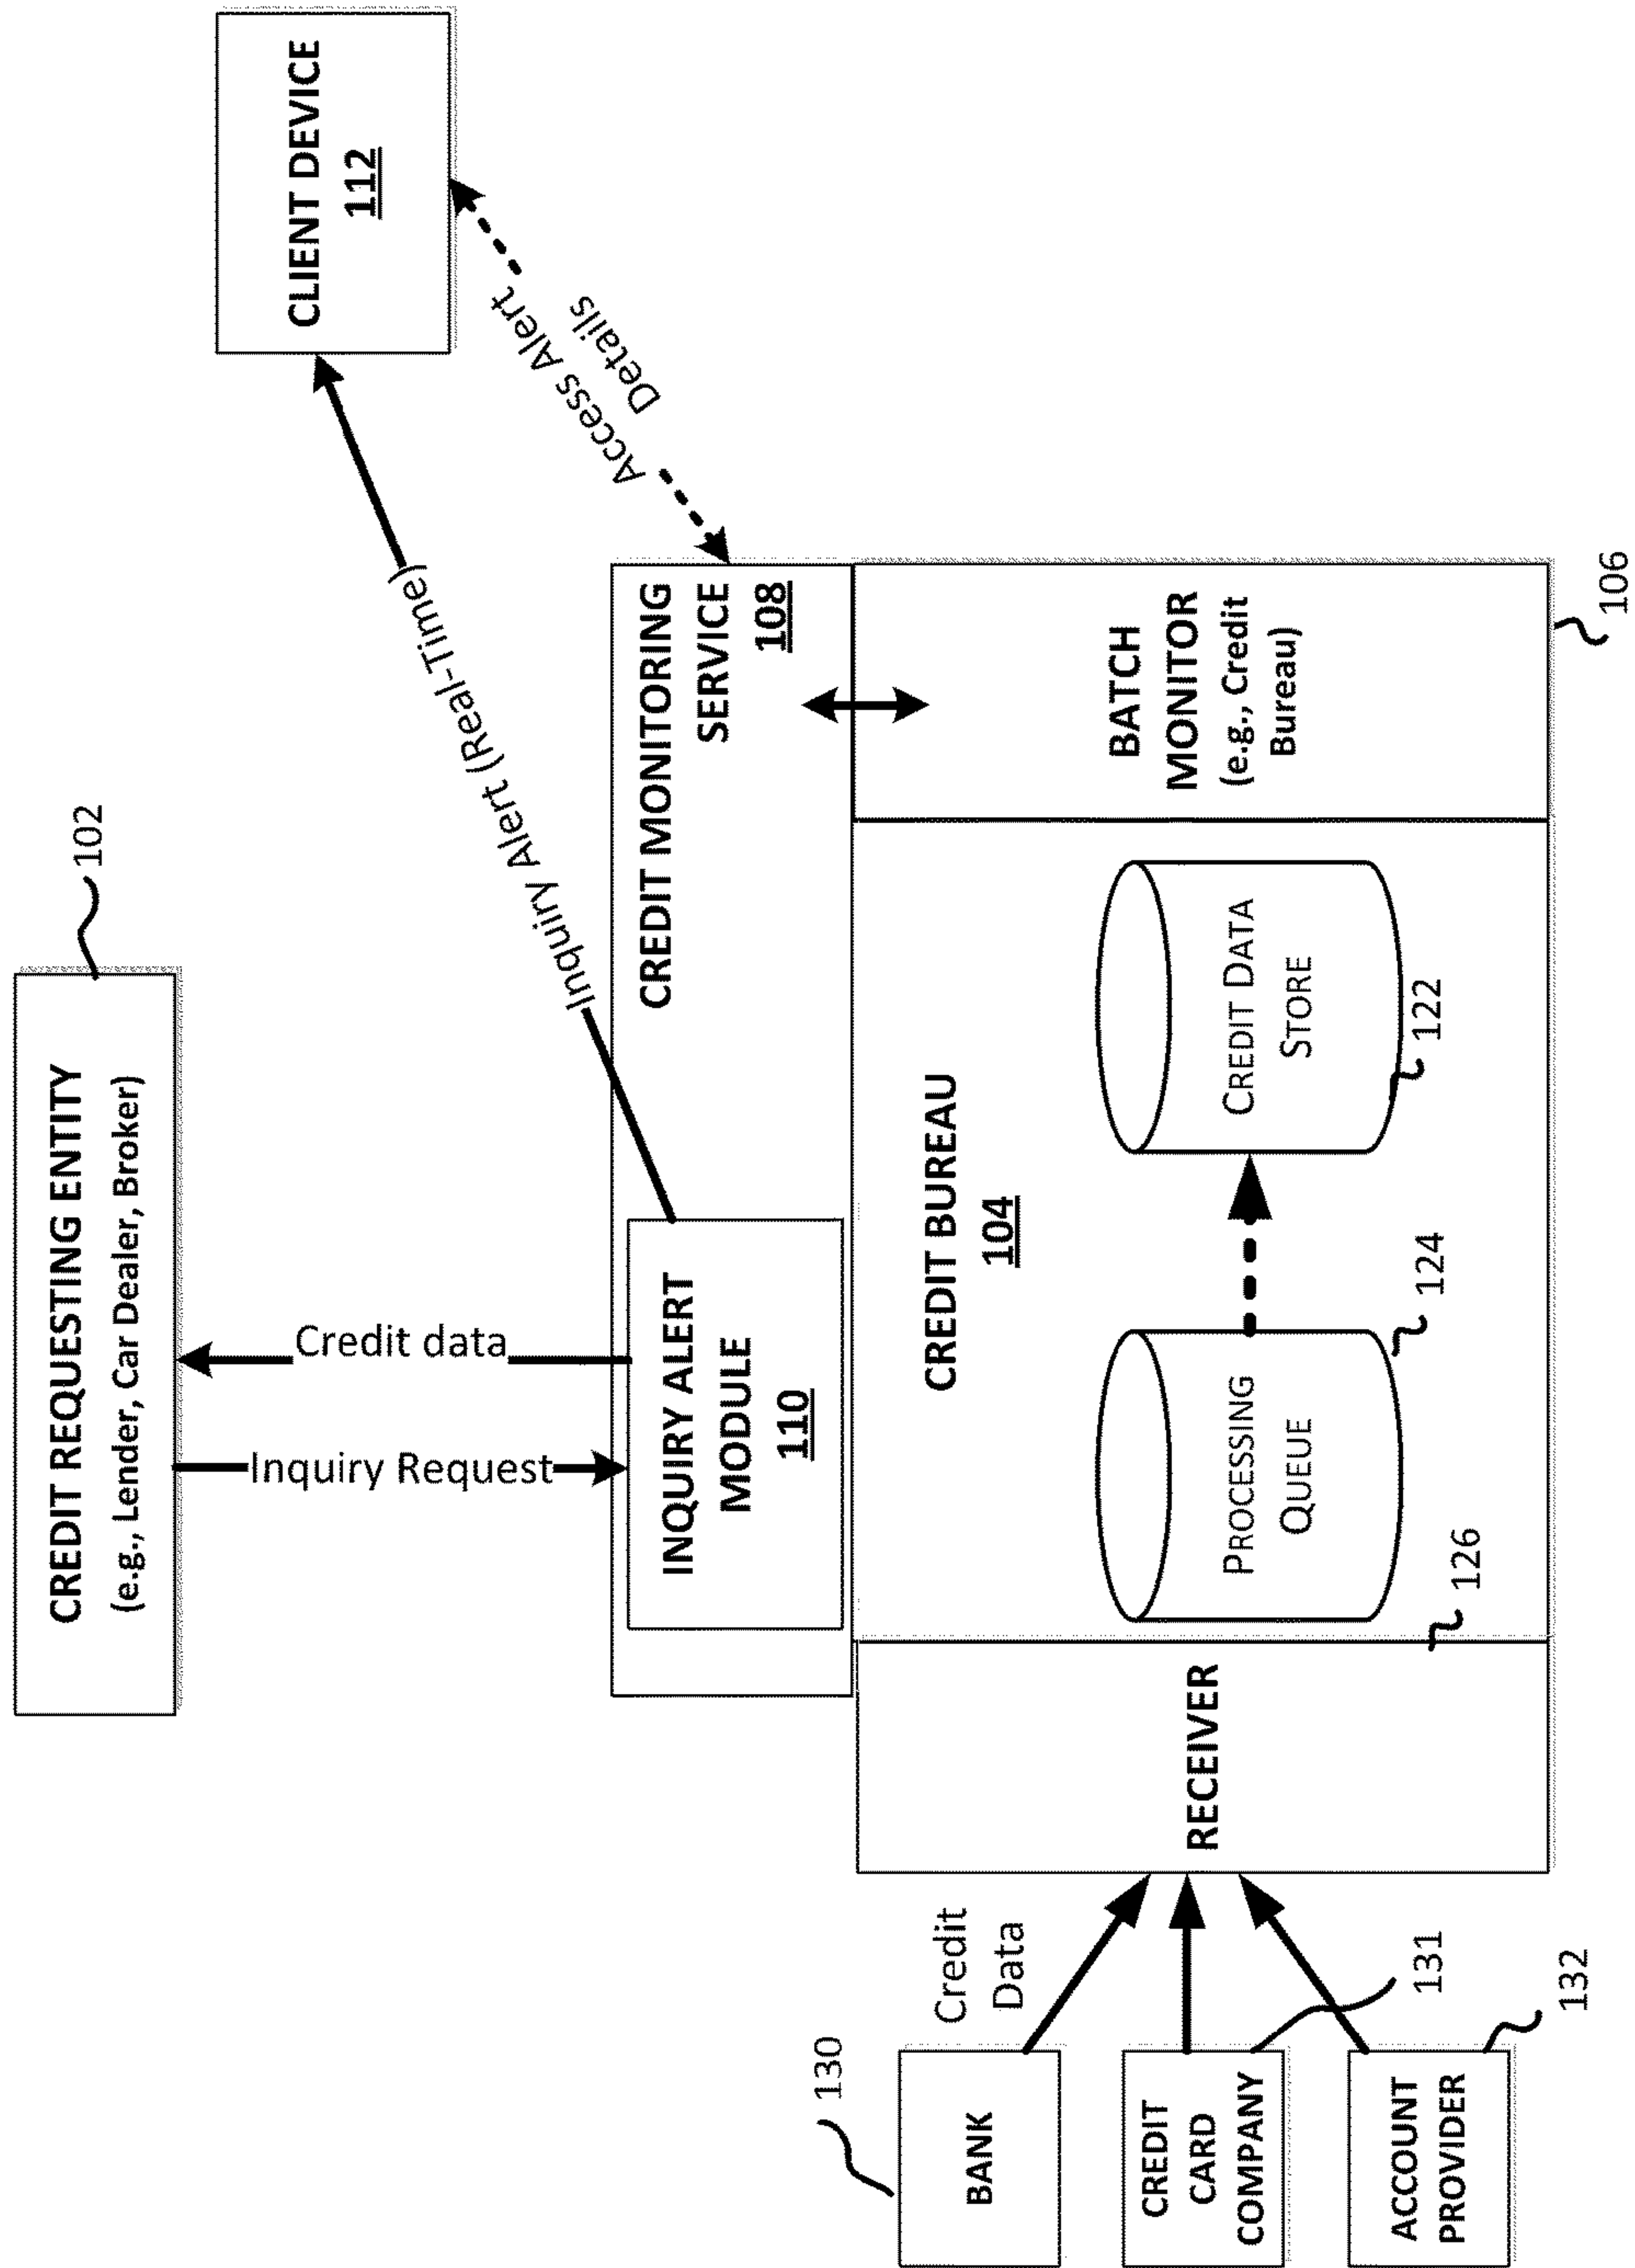 CREDIT REQUESTING ENTITY
(e.g., Lender, Car Dealer, Broker)
102
CLIENT DEVICE
112
Inquiry Request
Credit data
Inquiry Alert (Real-Time)
Access Alert
Details
INQUIRY ALERT
MODULE
110
CREDIT MONITORING
SERVICE
108
BANK
130
CREDIT
CARD
COMPANY
131
ACCOUNT
PROVIDER
132
Credit
Data
RECEIVER
126
CREDIT BUREAU
104
PROCESSING
QUEUE
124
CREDIT DATA
STORE
122
BATCH
MONITOR
(e.g., Credit
Bureau)
106